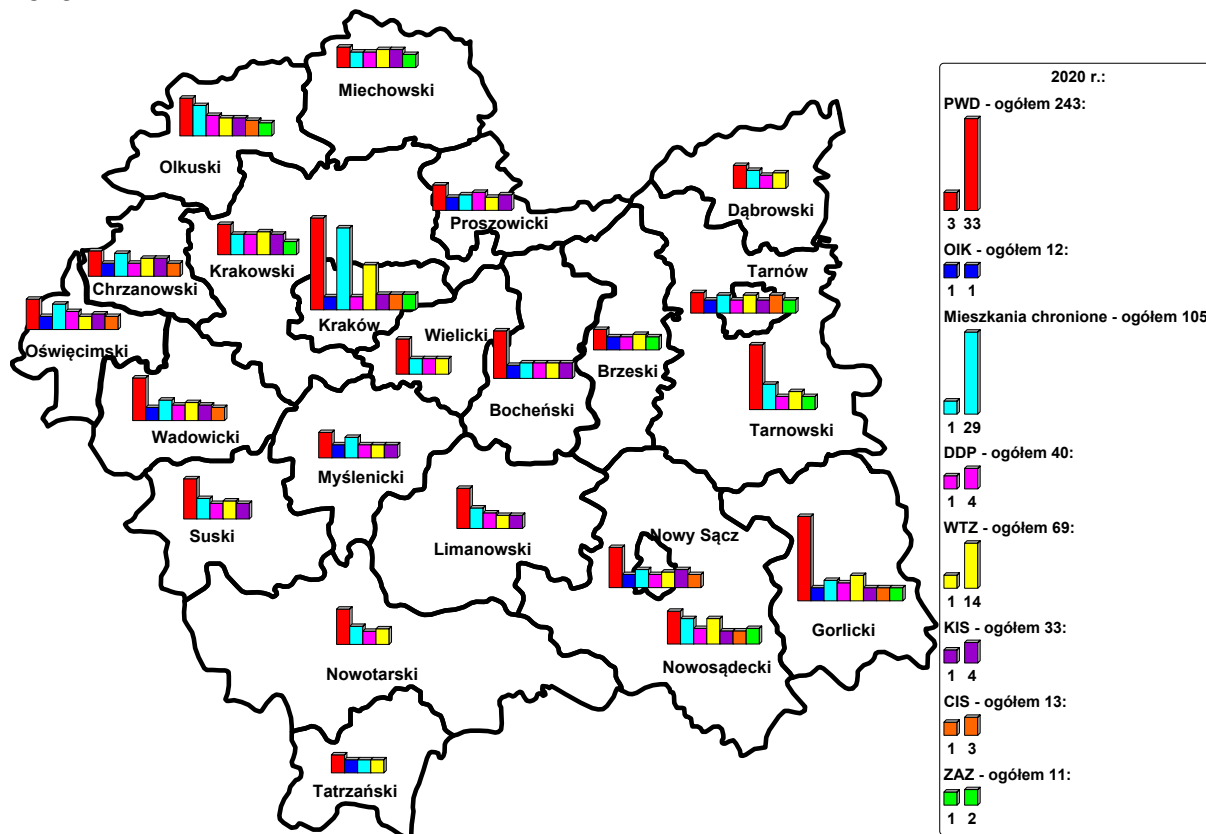 Miechowski
Olkuski
Proszowicki
Dąbrowski
Krakowski
Chrzanowski
Tarnów
Kraków
Wielicki
Oświęcimski
Brzeski
Bocheński
Wadowicki
Tarnowski
Myślenicki
Suski
Limanowski
Nowy Sącz
Gorlicki
Nowosądecki
Nowotarski
Tatrzański
2020 r.:
PWD - ogółem 243:
3 33
OIK - ogółem 12:
1 1
Mieszkania chronione - ogółem 105
1 29
DDP - ogółem 40:
1 4
WTZ - ogółem 69:
1 14
KIS - ogółem 33:
1 4
CIS - ogółem 13:
1 3
ZAZ - ogółem 11:
1 2